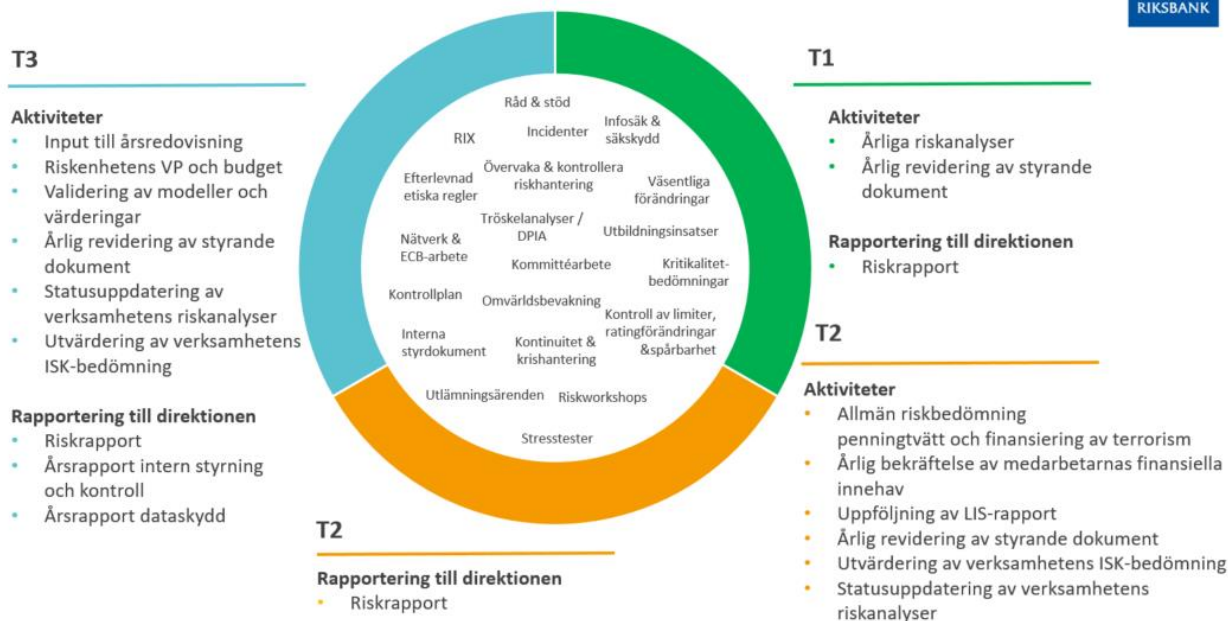 RIKSBANK
T3
Aktiviteter
• Input till årsredovisning
• Riskenhetens VP och budget
• Validering av modeller och
värderingar
• Årlig revidering av styrande
dokument
• Statusuppdatering av
verksamhetens riskanalyser
• Utvärdering av verksamhetens
ISK-bedömning
Rapportering till direktionen
• Riskrapport
• Årsrapport intern styrning
och kontroll
• Årsrapport dataskydd
Råd & stöd
RIX
Incidenter
Infosäk &
säkskydd
Efterlevnad
etiska regler
Övervaka & kontrollera
riskhantering
Väsentliga
förändringar
Tröskelanalyser /
DPIA
Utbildningsinsatser
Nätverk &
ECB-arbete
Kommittéarbete
Kritikalitet-
bedömningar
Kontrollplan
Omvärldsbevakning
Kontroll av limiter,
ratingförändringar
&spårbarhet
Interna
styrdokument
Kontinuitet &
krishantering
Utlämningsärenden
Riskworkshops
Stresstester
T1
Aktiviteter
• Årliga riskanalyser
• Årlig revidering av styrande
dokument
Rapportering till direktionen
• Riskrapport
T2
Aktiviteter
• Allmän riskbedömning
penningtvätt och finansiering av terrorism
• Årlig bekräftelse av medarbetarnas finansiella
innehav
• Uppföljning av LIS-rapport
• Årlig revidering av styrande dokument
• Utvärdering av verksamhetens ISK-bedömning
• Statusuppdatering av verksamhetens
riskanalyser
T2
Rapportering till direktionen
• Riskrapport